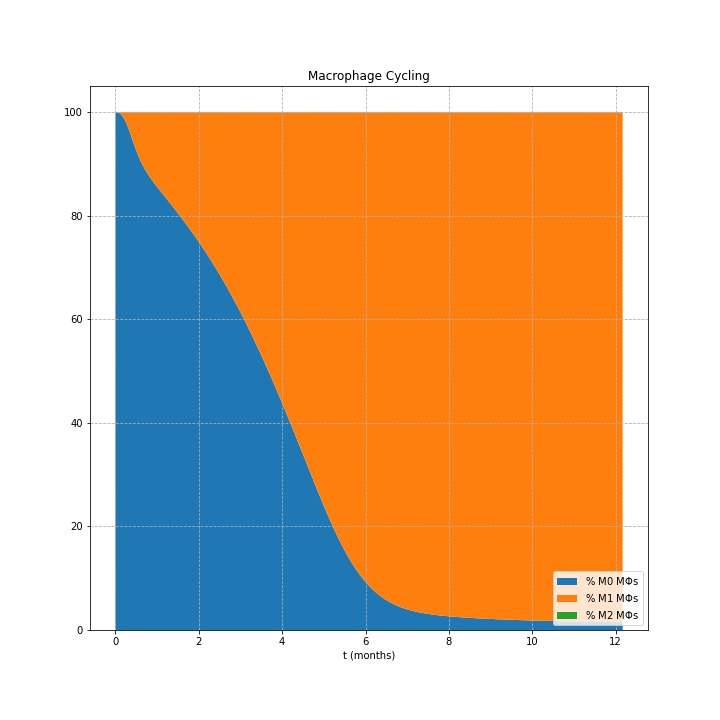 Macrophage Cycling
100
80
60
40
20
0
0 2 4 6 8 10 12
t (months)
% M0 MΦs
% M1 MΦs
% M2 MΦs